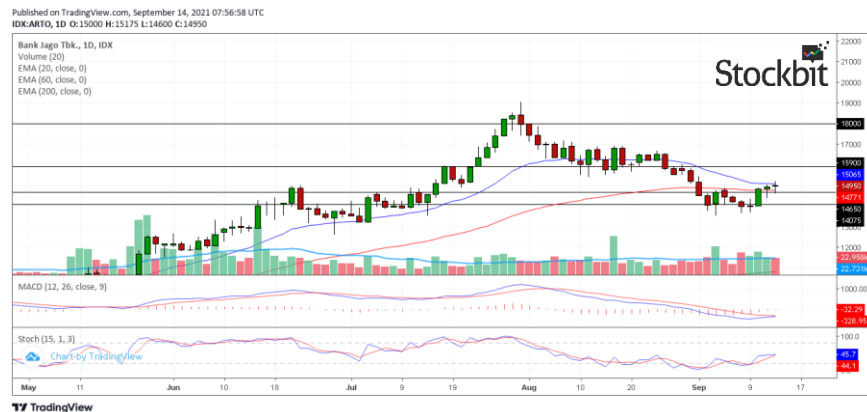 Published on TradingView.com, September 14, 2021 07:56:58 UTC
IDX:ARTO, 1D O:15000 H:15175 L:14600 C:14950
Bank Jago Tbk., 1D, IDX
Volume (20)
EMA (20, close, 0)
EMA (60, close, 0)
EMA (200, close, 0)
Stockbit
22000
21000
20000
19000
18000
17000
15900
15065
14950
14771
14650
14075
13000
12000
22.958M
22.735M
MACD (12, 26, close, 9)
1000.00
-32.29
-328.95
Stoch (15, 1, 3)
100.0
45.7
44.1
Chart by TradingView
May 11 Jun 10 18 Jul 9 19 Aug 10 20 Sep 9 17
TradingView